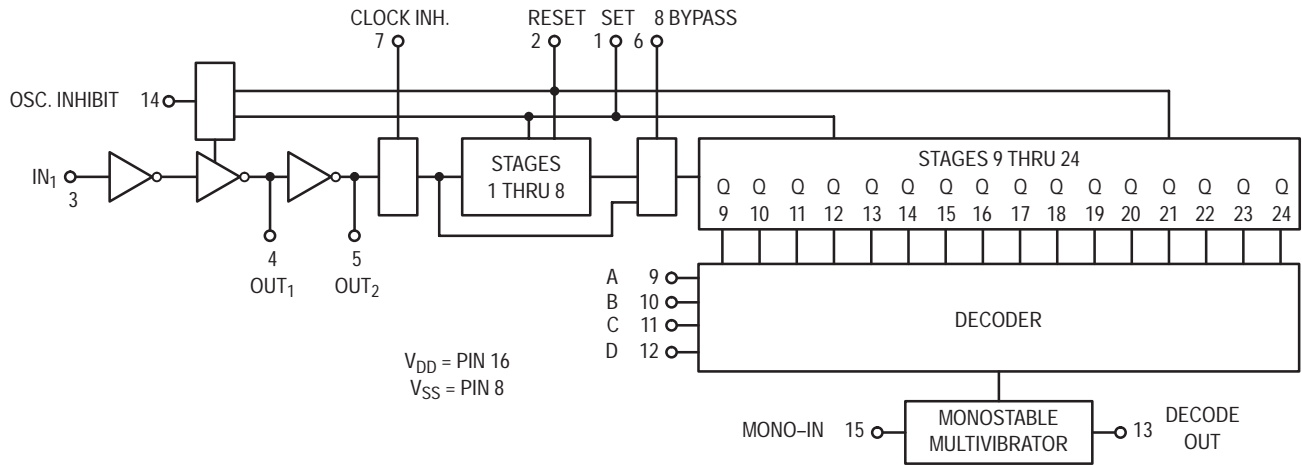 CLOCK INH.
7
RESET
2
SET
1
8 BYPASS
6
OSC. INHIBIT 14
IN1
3
4
OUT1
5
OUT2
STAGES
1 THRU 8
STAGES 9 THRU 24
Q Q Q Q Q Q Q Q Q Q Q Q Q Q Q Q
9 10 11 12 13 14 15 16 17 18 19 20 21 22 23 24
A 9
B 10
C 11
D 12
DECODER
VDD = PIN 16
VSS = PIN 8
MONO–IN 15
MONOSTABLE
MULTIVIBRATOR
13
DECODE
OUT